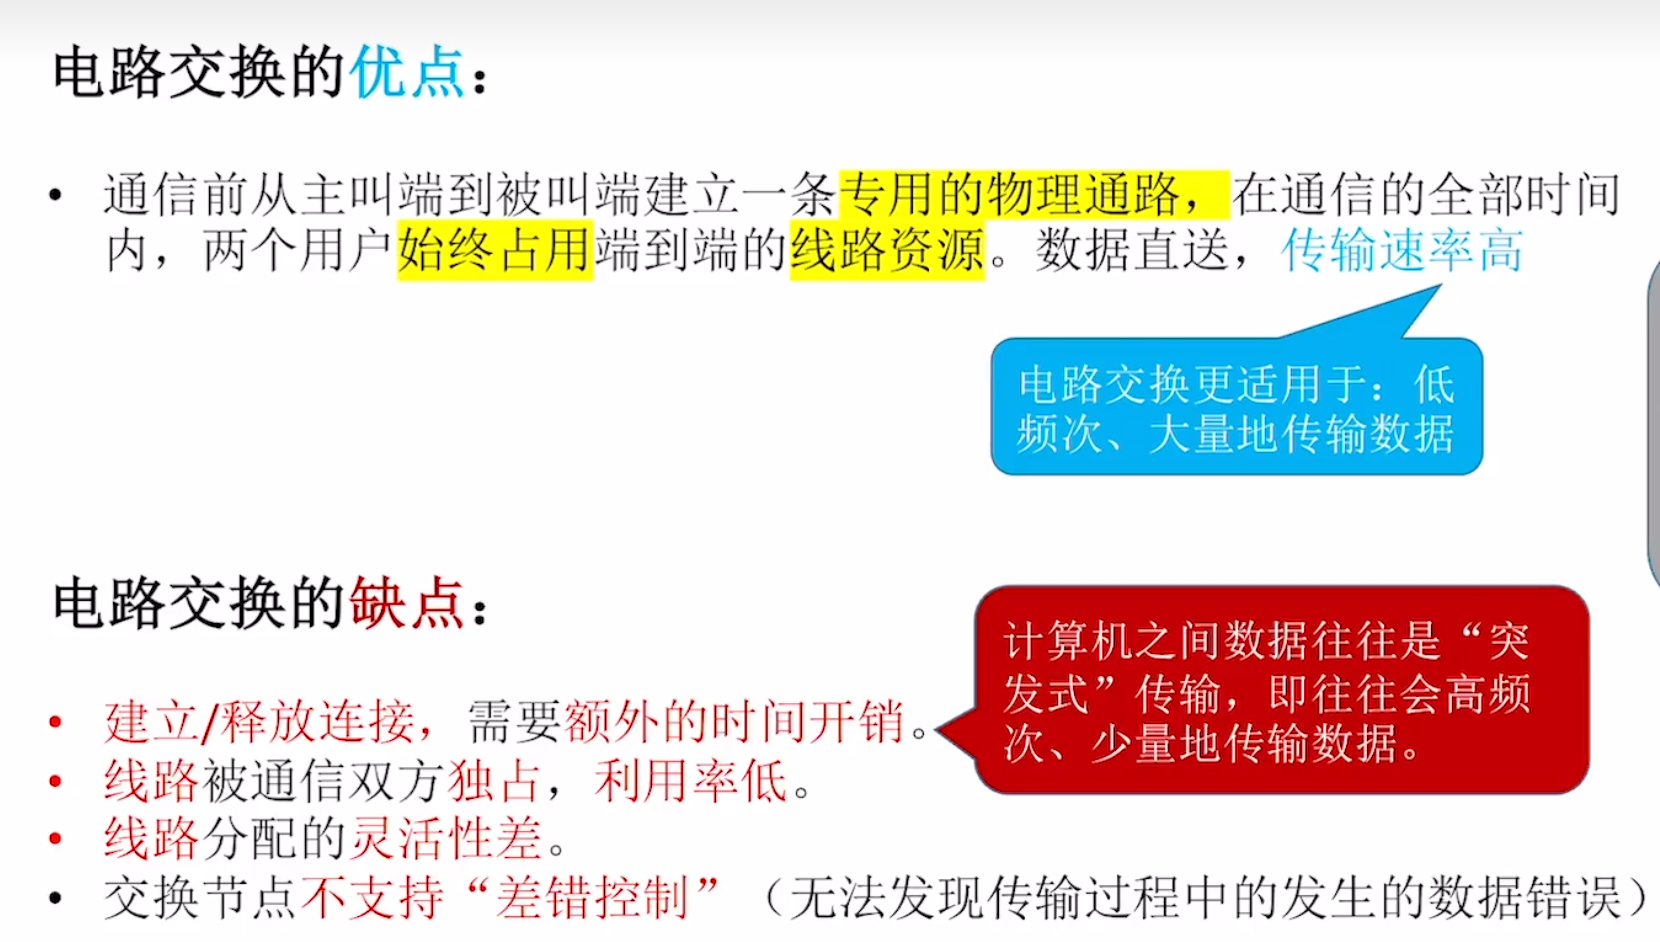 电路交换的优点：
• 通信前从主叫端到被叫端建立一条专用的物理通路，在通信的全部时间
内，两个用户始终占用端到端的线路资源。数据直送，传输速率高
电路交换更适用于：低
频次、大量地传输数据
电路交换的缺点：
• 建立/释放连接，需要额外的时间开销。
• 线路被通信双方独占，利用率低。
• 线路分配的灵活性差。
• 交换节点不支持“差错控制”（无法发现传输过程中的发生的数据错误）
计算机之间数据往往是“突
发式”传输，即往往会高频
次、少量地传输数据。